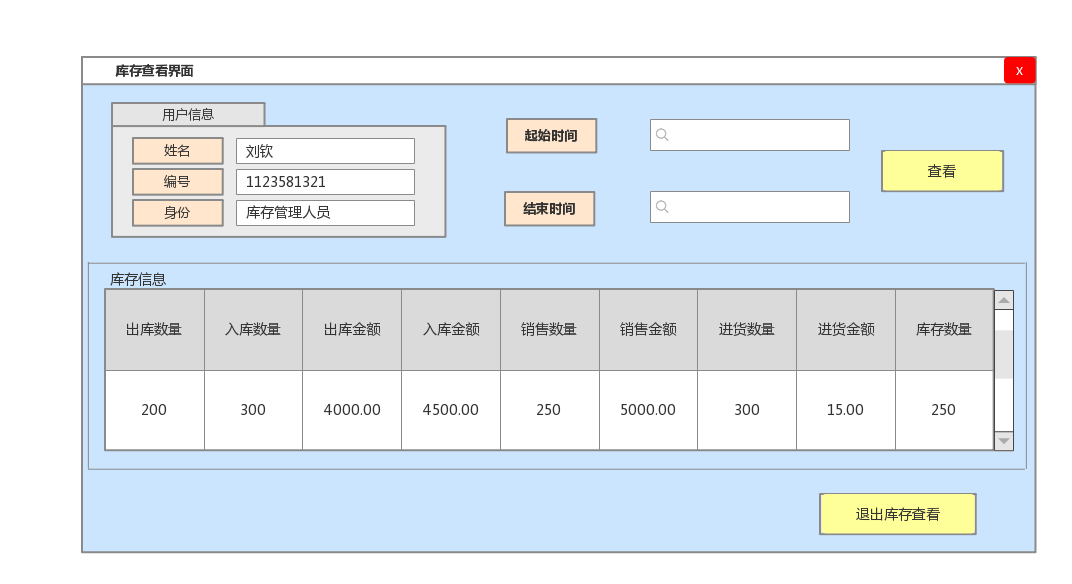 库存查看界面
x
用户信息
姓名 刘钦
编号 1123581321
身份 库存管理人员
起始时间
结束时间
查看
库存信息
出库数量 入库数量 出库金额 入库金额 销售数量 销售金额 进货数量 进货金额 库存数量
200 300 4000.00 4500.00 250 5000.00 300 15.00 250
退出库存查看